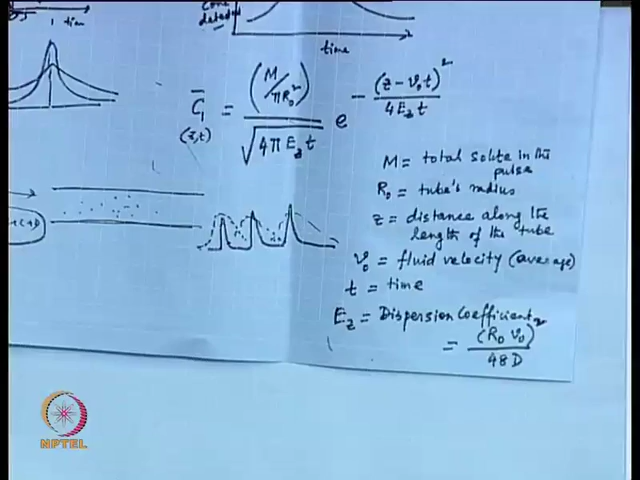 time
time
C̄₁ = (M/πR₀²) / √(4πE_z t) e^ - (z - v₀t)² / 4E_z t
(z,t)
M = total solute in the
pulse
R₀ = tube's radius
z = distance along the
length of the tube
v₀ = fluid velocity (average)
t = time
E_z = Dispersion Coefficient
= (R₀ v₀)² / 48D
NPTEL